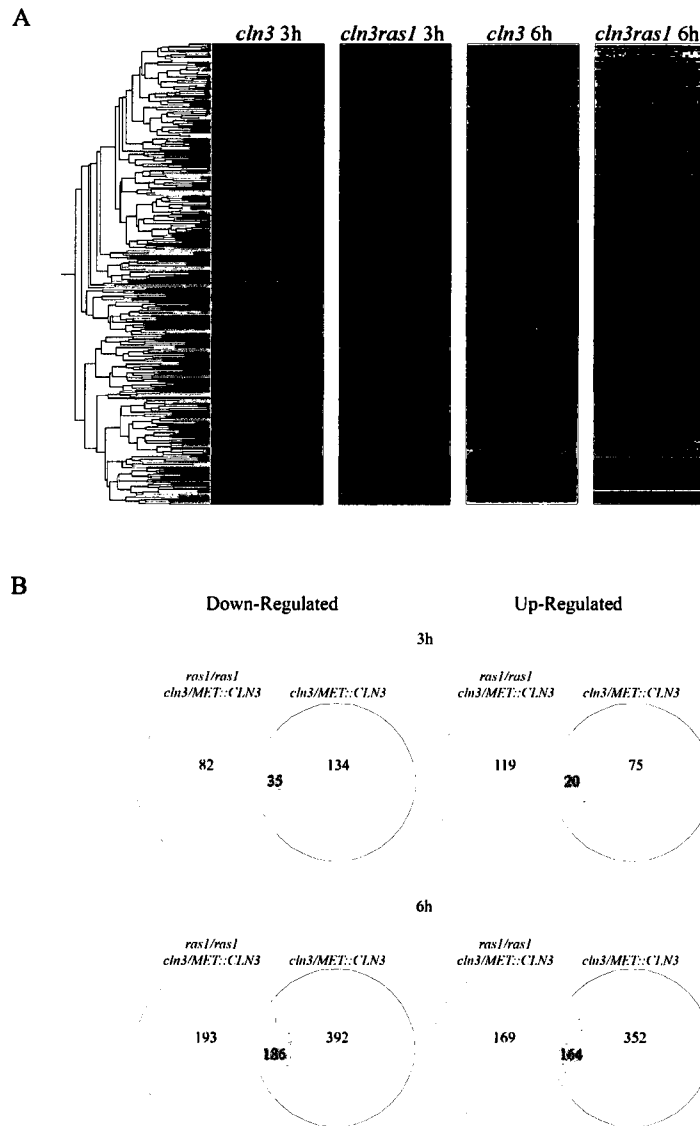 A
cln3 3h cln3ras1 3h cln3 6h cln3ras1 6h
B
Down-Regulated Up-Regulated
3h
ras1/ras1 ras1/ras1
cln3/MET::CLN3 cln3/MET::CLN3 cln3/MET::CLN3 cln3/MET::CLN3
82 134 119 75
35 20
6h
ras1/ras1 ras1/ras1
cln3/MET::CLN3 cln3/MET::CLN3 cln3/MET::CLN3 cln3/MET::CLN3
193 392 169 352
186 164